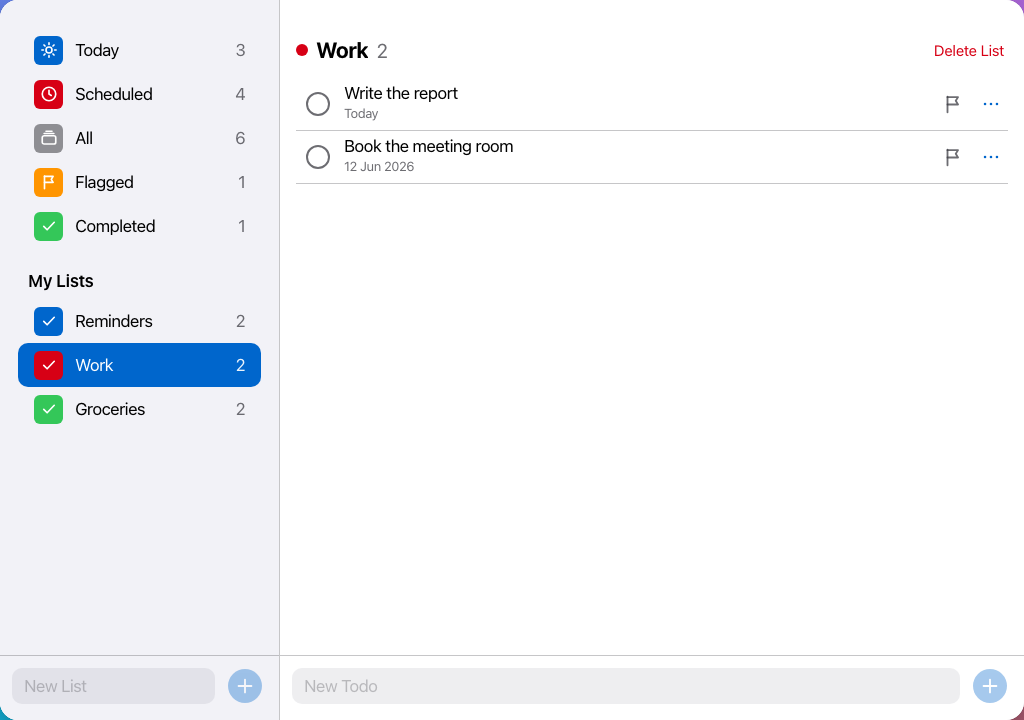 Today 3
Scheduled 4
All 6
Flagged 1
Completed 1
My Lists
Reminders 2
Work 2
Groceries 2
New List
Work 2
Delete List
Write the report
Today
Book the meeting room
12 Jun 2026
New Todo